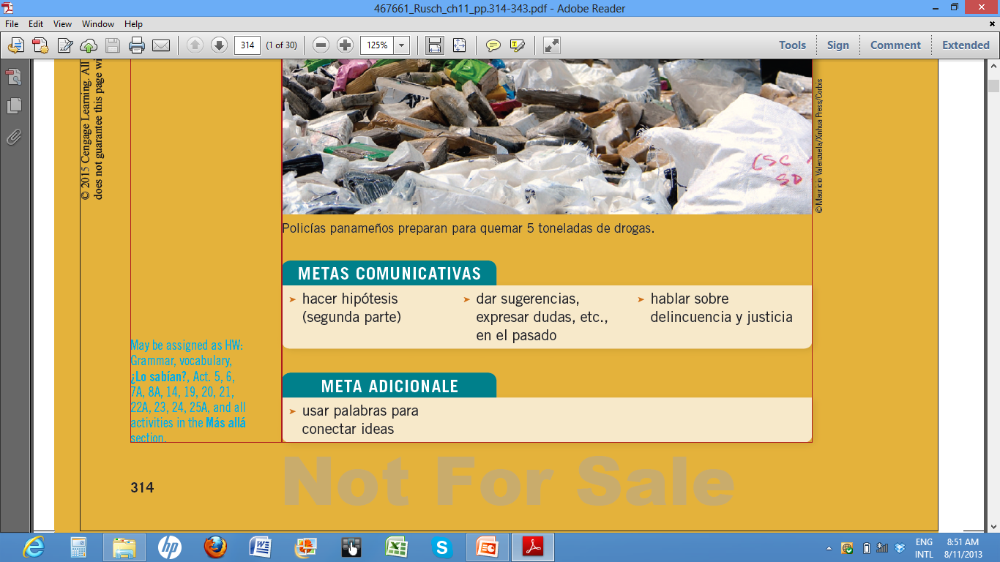 467661_Rusch_ch11_pp.314-343.pdf - Adobe Reader
File Edit View Window Help
314 (1 of 30) 125% Tools Sign Comment Extended
© 2015 Cengage Learning. All
does not guarantee this page wi
CSC
SD
© Mauricio Valenzuela/Xinhua Press/Corbis
Policías panameños preparan para quemar 5 toneladas de drogas.
METAS COMUNICATIVAS
hacer hipótesis
(segunda parte)
dar sugerencias,
expresar dudas, etc.,
en el pasado
hablar sobre
delincuencia y justicia
May be assigned as HW:
Grammar, vocabulary,
¿Lo sabían?, Act. 5, 6,
7A, 8A, 14, 19, 20, 21,
22A, 23, 24, 25A, and all
activities in the Más allá
section.
META ADICIONALE
usar palabras para
conectar ideas
314
Not For Sale
ENG
INTL
8:51 AM
8/11/2013